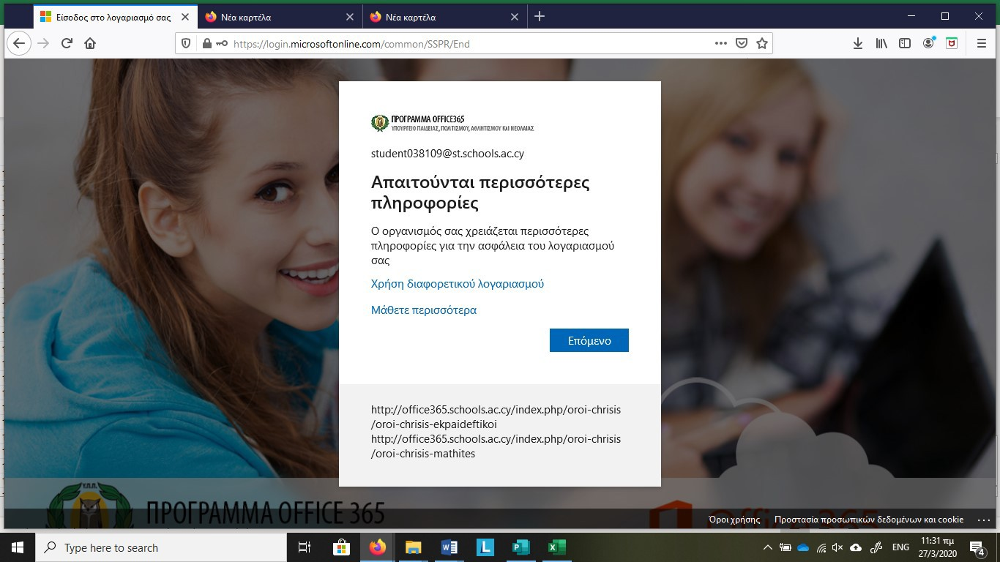 Είσοδος στο λογαριασμό σας
Νέα καρτέλα
Νέα καρτέλα
https://login.microsoftonline.com/common/SSPR/End
ΠΡΟΓΡΑΜΜΑ OFFICE365
ΥΠΟΥΡΓΕΙΟ ΠΑΙΔΕΙΑΣ, ΠΟΛΙΤΙΣΜΟΥ, ΑΘΛΗΤΙΣΜΟΥ ΚΑΙ ΝΕΟΛΑΙΑΣ
student038109@st.schools.ac.cy
Απαιτούνται περισσότερες
πληροφορίες
Ο οργανισμός σας χρειάζεται περισσότερες
πληροφορίες για την ασφάλεια του λογαριασμού
σας
Χρήση διαφορετικού λογαριασμού
Μάθετε περισσότερα
Επόμενο
http://office365.schools.ac.cy/index.php/oroi-chrisis
/oroi-chrisis-ekpaideftikoi
http://office365.schools.ac.cy/index.php/oroi-chrisis
/oroi-chrisis-mathites
Υ.Π.Π.
ΠΡΟΓΡΑΜΜΑ OFFICE 365
Office 365
Όροι χρήσης
Προστασία προσωπικών δεδομένων και cookie
Type here to search
W
L
P
X
ENG
11:31 πμ
27/3/2020
4